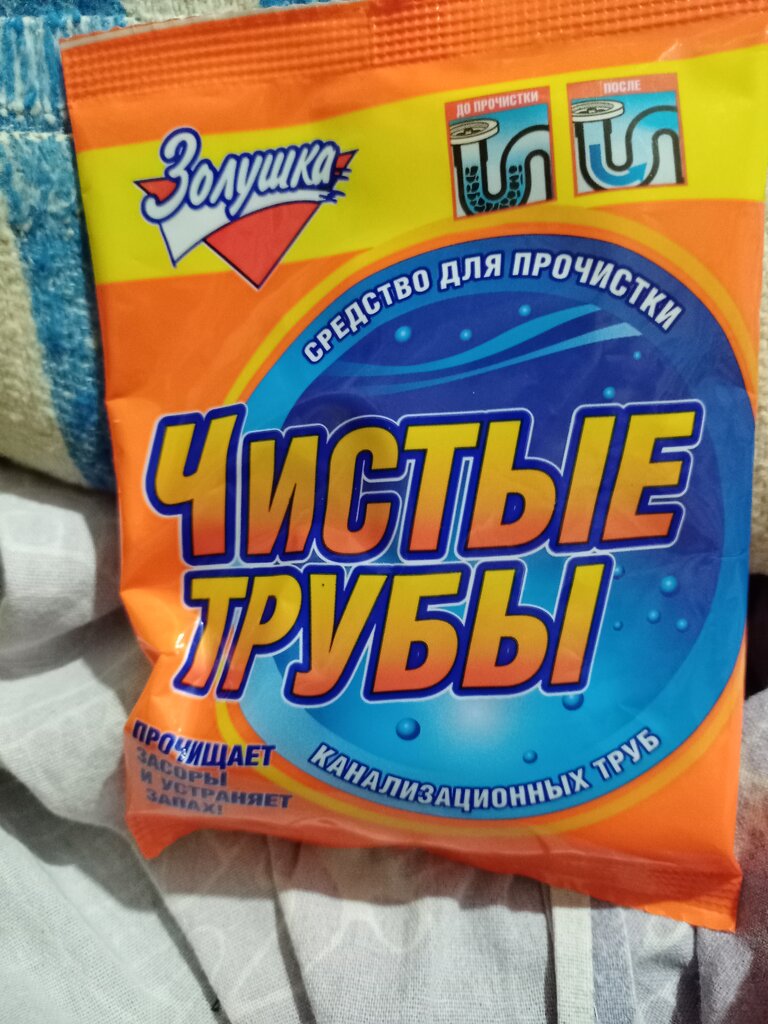 Золушка
ДО ПРОЧИСТКИ
ПОСЛЕ
СРЕДСТВО ДЛЯ ПРОЧИСТКИ
ЧИСТЫЕ
ТРУБЫ
КАНАЛИЗАЦИОННЫХ ТРУБ
ПРОЧИЩАЕТ
ЗАСОРЫ
И УСТРАНЯЕТ
ЗАПАХ!